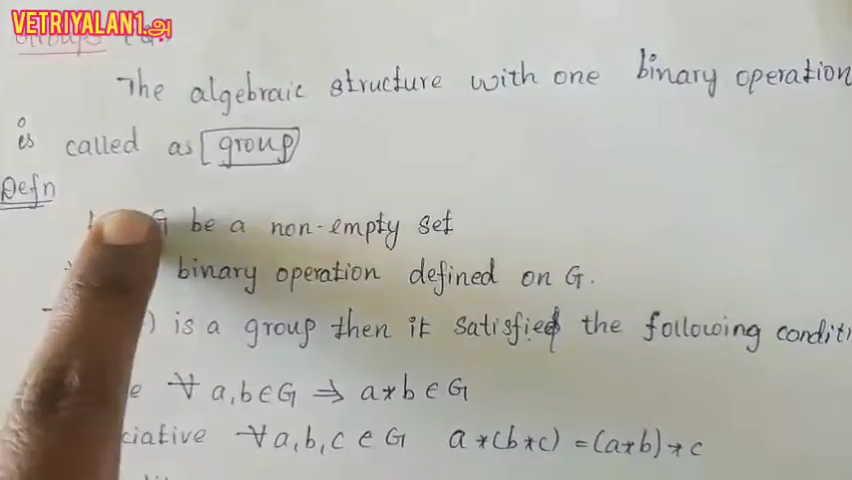 VETRIYALAN1.அ
Groups
The algebraic structure with one binary operation
is called as group
Defn
G be a non-empty set
binary operation defined on G.
) is a group then it satisfied the following conditi
e ∀ a,b∈G ⇒ a*b∈G
ciative ∀a,b,c∈G a*(b*c)=(a*b)*c